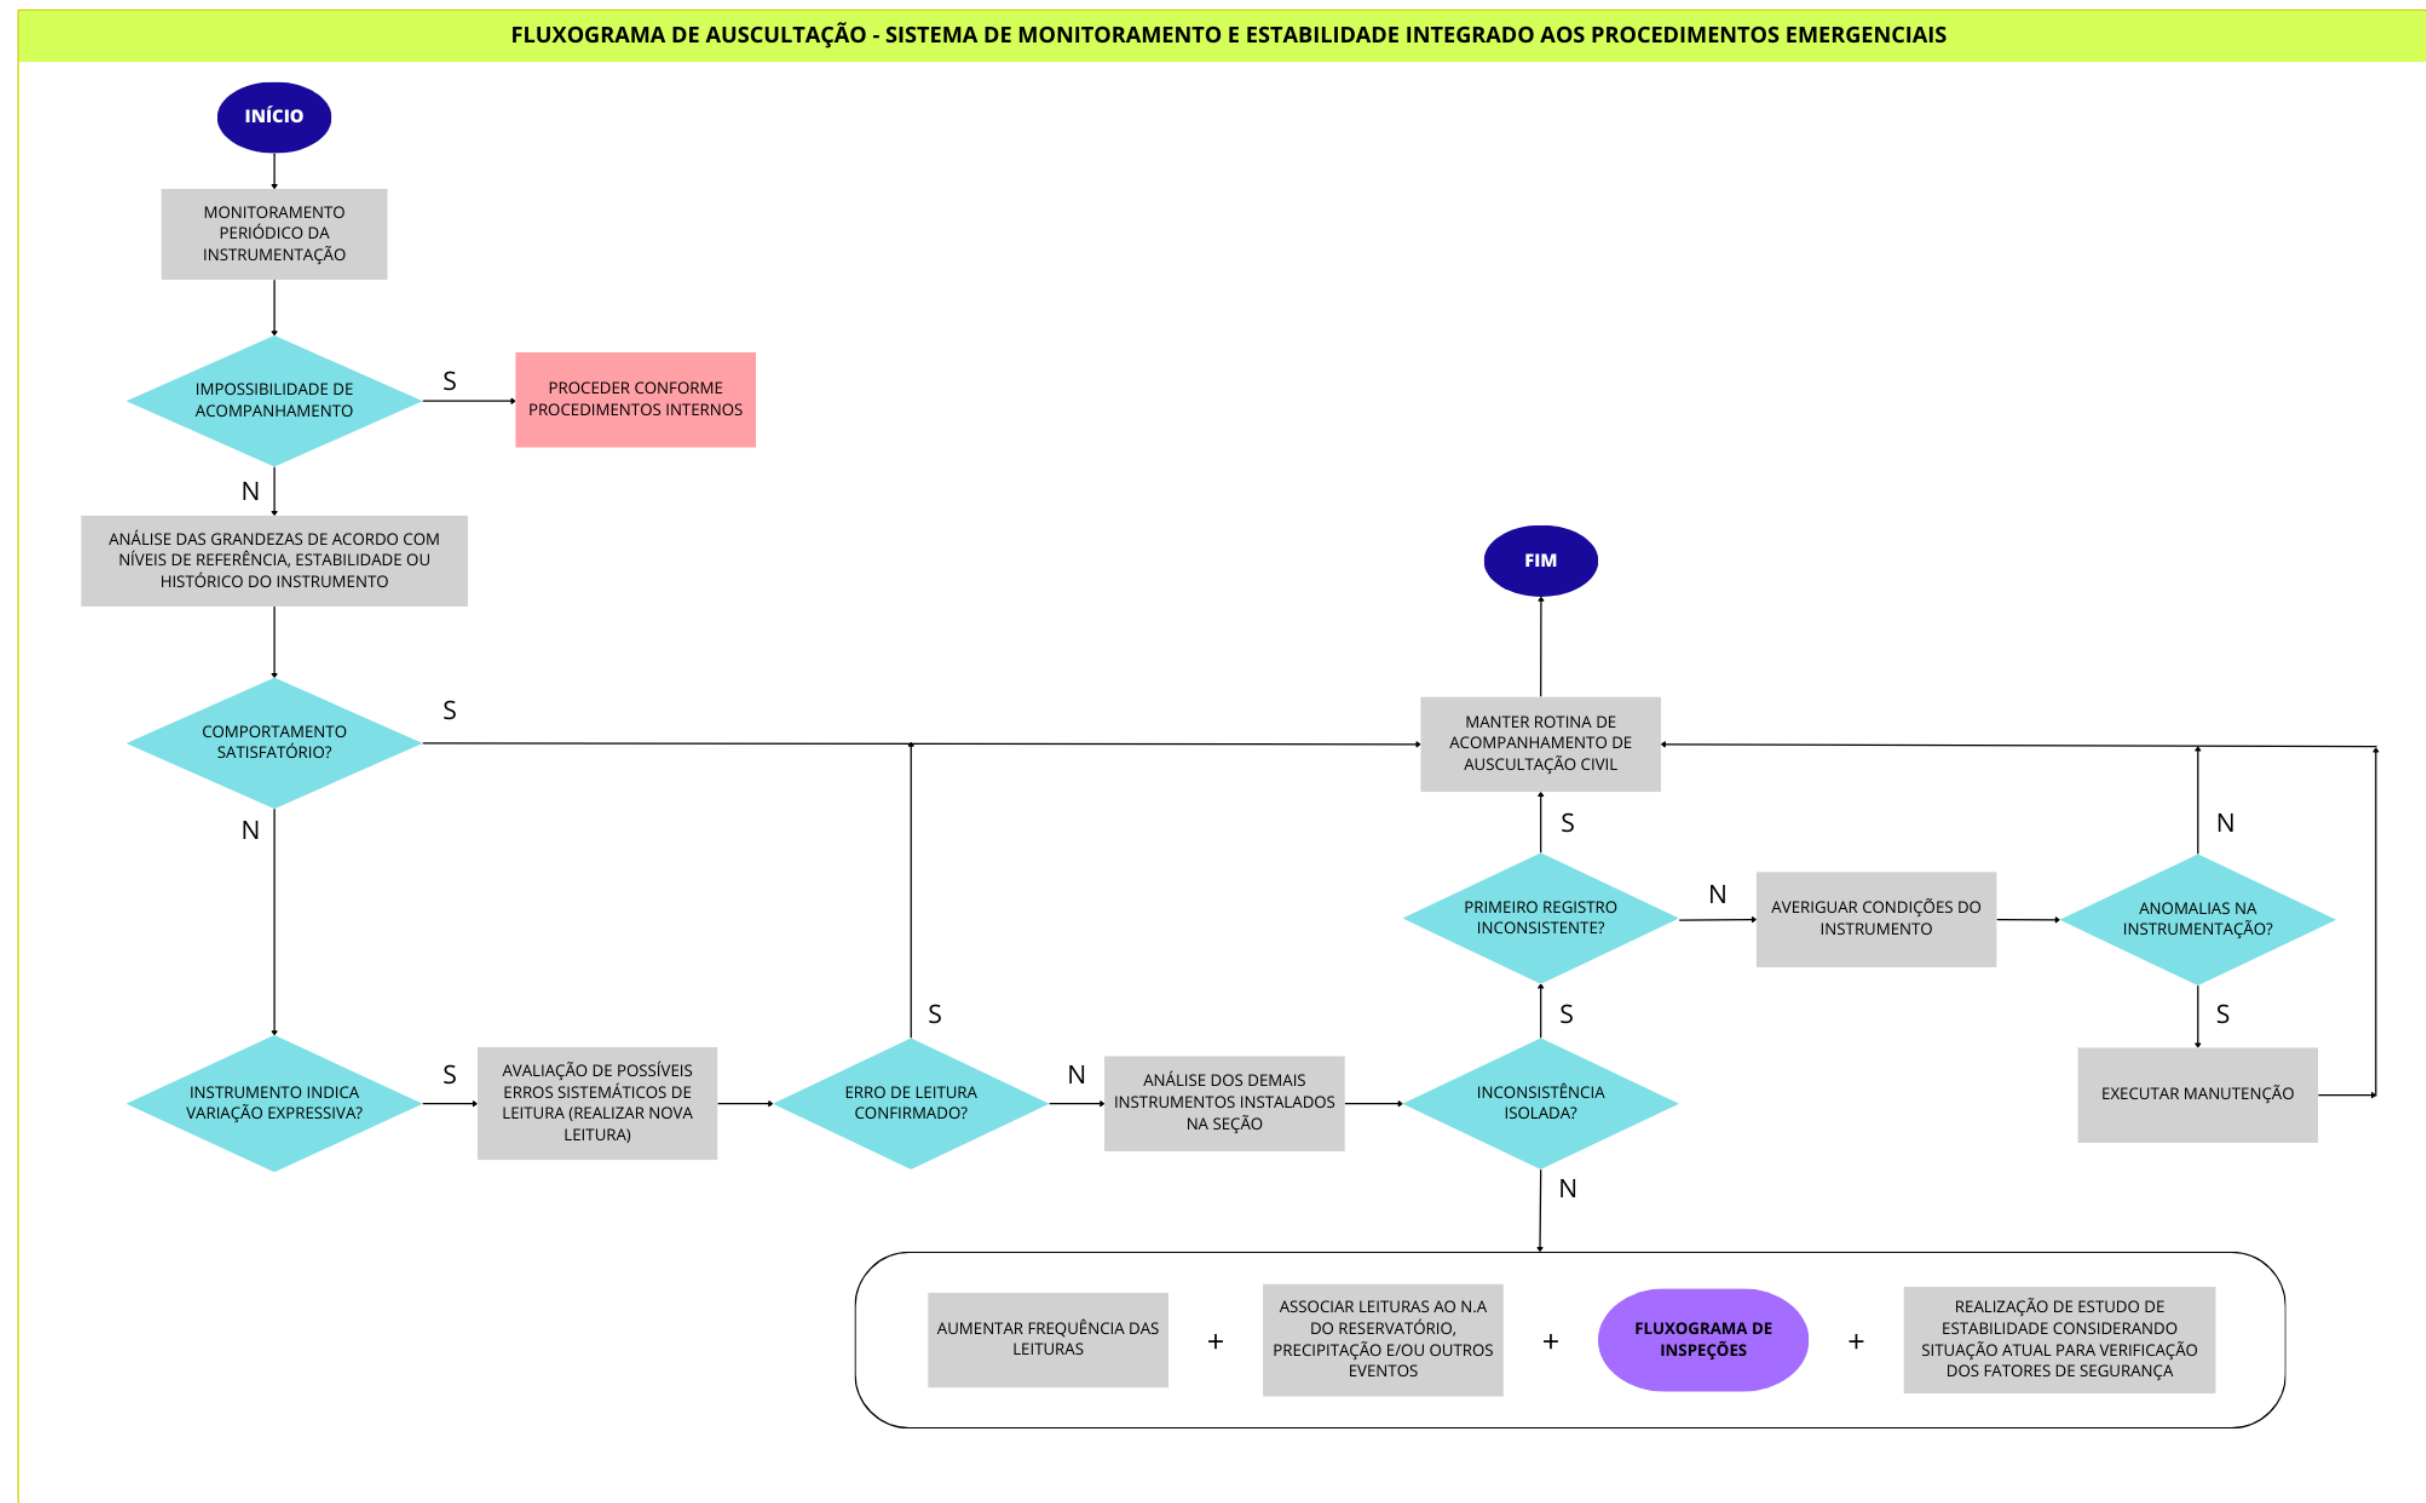 FLUXOGRAMA DE AUSCULTAÇÃO - SISTEMA DE MONITORAMENTO E ESTABILIDADE INTEGRADO AOS PROCEDIMENTOS EMERGENCIAIS
INÍCIO
MONITORAMENTO
PERIÓDICO DA
INSTRUMENTAÇÃO
IMPOSSIBILIDADE DE
ACOMPANHAMENTO
S
PROCEDER CONFORME
PROCEDIMENTOS INTERNOS
N
ANÁLISE DAS GRANDEZAS DE ACORDO COM
NÍVEIS DE REFERÊNCIA, ESTABILIDADE OU
HISTÓRICO DO INSTRUMENTO
COMPORTAMENTO
SATISFATÓRIO?
S
N
INSTRUMENTO INDICA
VARIAÇÃO EXPRESSIVA?
S
AVALIAÇÃO DE POSSÍVEIS
ERROS SISTEMÁTICOS DE
LEITURA (REALIZAR NOVA
LEITURA)
ERRO DE LEITURA
CONFIRMADO?
S
N
ANÁLISE DOS DEMAIS
INSTRUMENTOS INSTALADOS
NA SEÇÃO
INCONSISTÊNCIA
ISOLADA?
S
N
PRIMEIRO REGISTRO
INCONSISTENTE?
S
N
MANTER ROTINA DE
ACOMPANHAMENTO DE
AUSCULTAÇÃO CIVIL
FIM
AVERIGUAR CONDIÇÕES DO
INSTRUMENTO
ANOMALIAS NA
INSTRUMENTAÇÃO?
N
S
EXECUTAR MANUTENÇÃO
AUMENTAR FREQUÊNCIA DAS
LEITURAS
+
ASSOCIAR LEITURAS AO N.A
DO RESERVATÓRIO,
PRECIPITAÇÃO E/OU OUTROS
EVENTOS
+
FLUXOGRAMA DE
INSPEÇÕES
+
REALIZAÇÃO DE ESTUDO DE
ESTABILIDADE CONSIDERANDO
SITUAÇÃO ATUAL PARA VERIFICAÇÃO
DOS FATORES DE SEGURANÇA